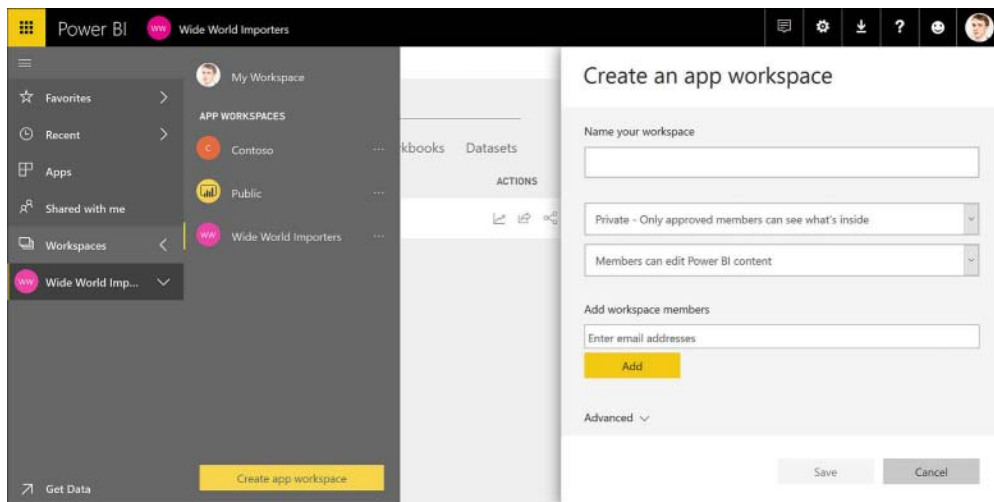 Power BI
WW
Wide World Importers
?
Favorites
Recent
Apps
Shared with me
Workspaces
WW
Wide World Imp...
Get Data
My Workspace
APP WORKSPACES
C
Contoso
...
Public
...
WW
Wide World Importers
...
Create app workspace
kbooks
Datasets
ACTIONS
Create an app workspace
Name your workspace
Private - Only approved members can see what's inside
Members can edit Power BI content
Add workspace members
Enter email addresses
Add
Advanced
Save
Cancel